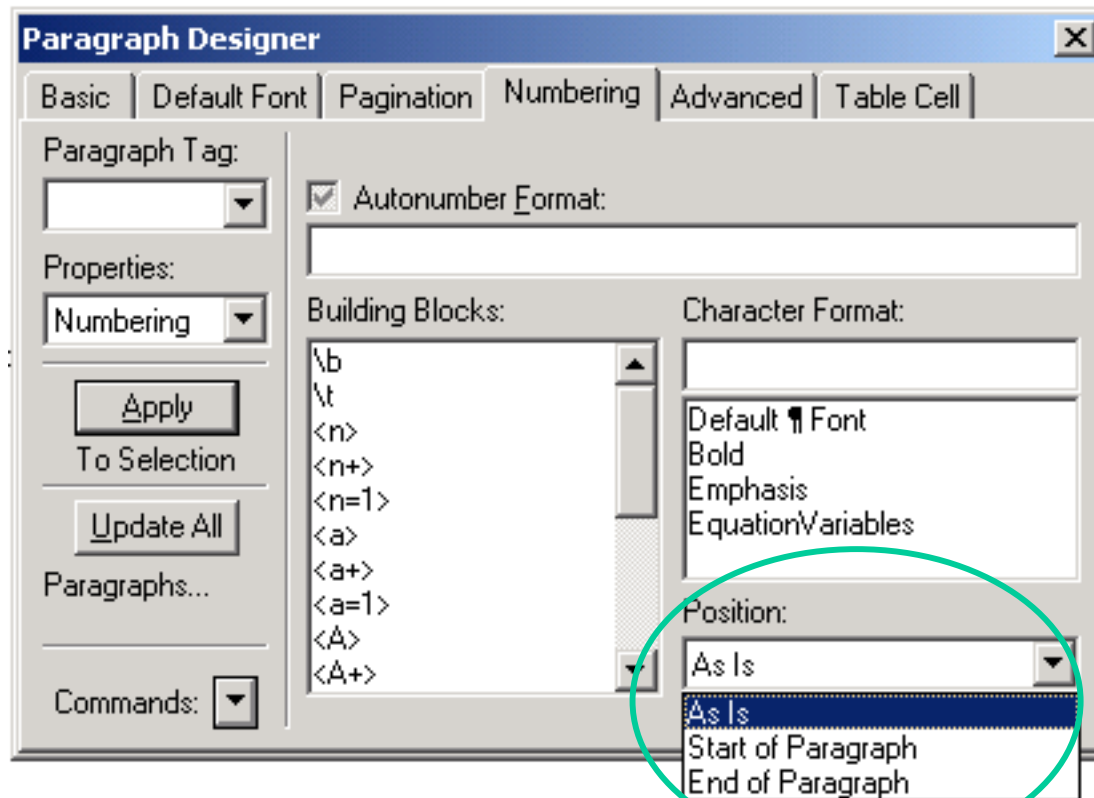 Paragraph Designer
Basic
Default Font
Pagination
Numbering
Advanced
Table Cell
Paragraph Tag:
Properties:
Numbering
Apply
To Selection
Update All
Paragraphs...
Commands:
Autonumber Format:
Building Blocks:
\b
\t
<n>
<n+>
<n=1>
<a>
<a+>
<a=1>
<A>
<A+>
Character Format:
Default ¶ Font
Bold
Emphasis
EquationVariables
Position:
As Is
As Is
Start of Paragraph
End of Paragraph